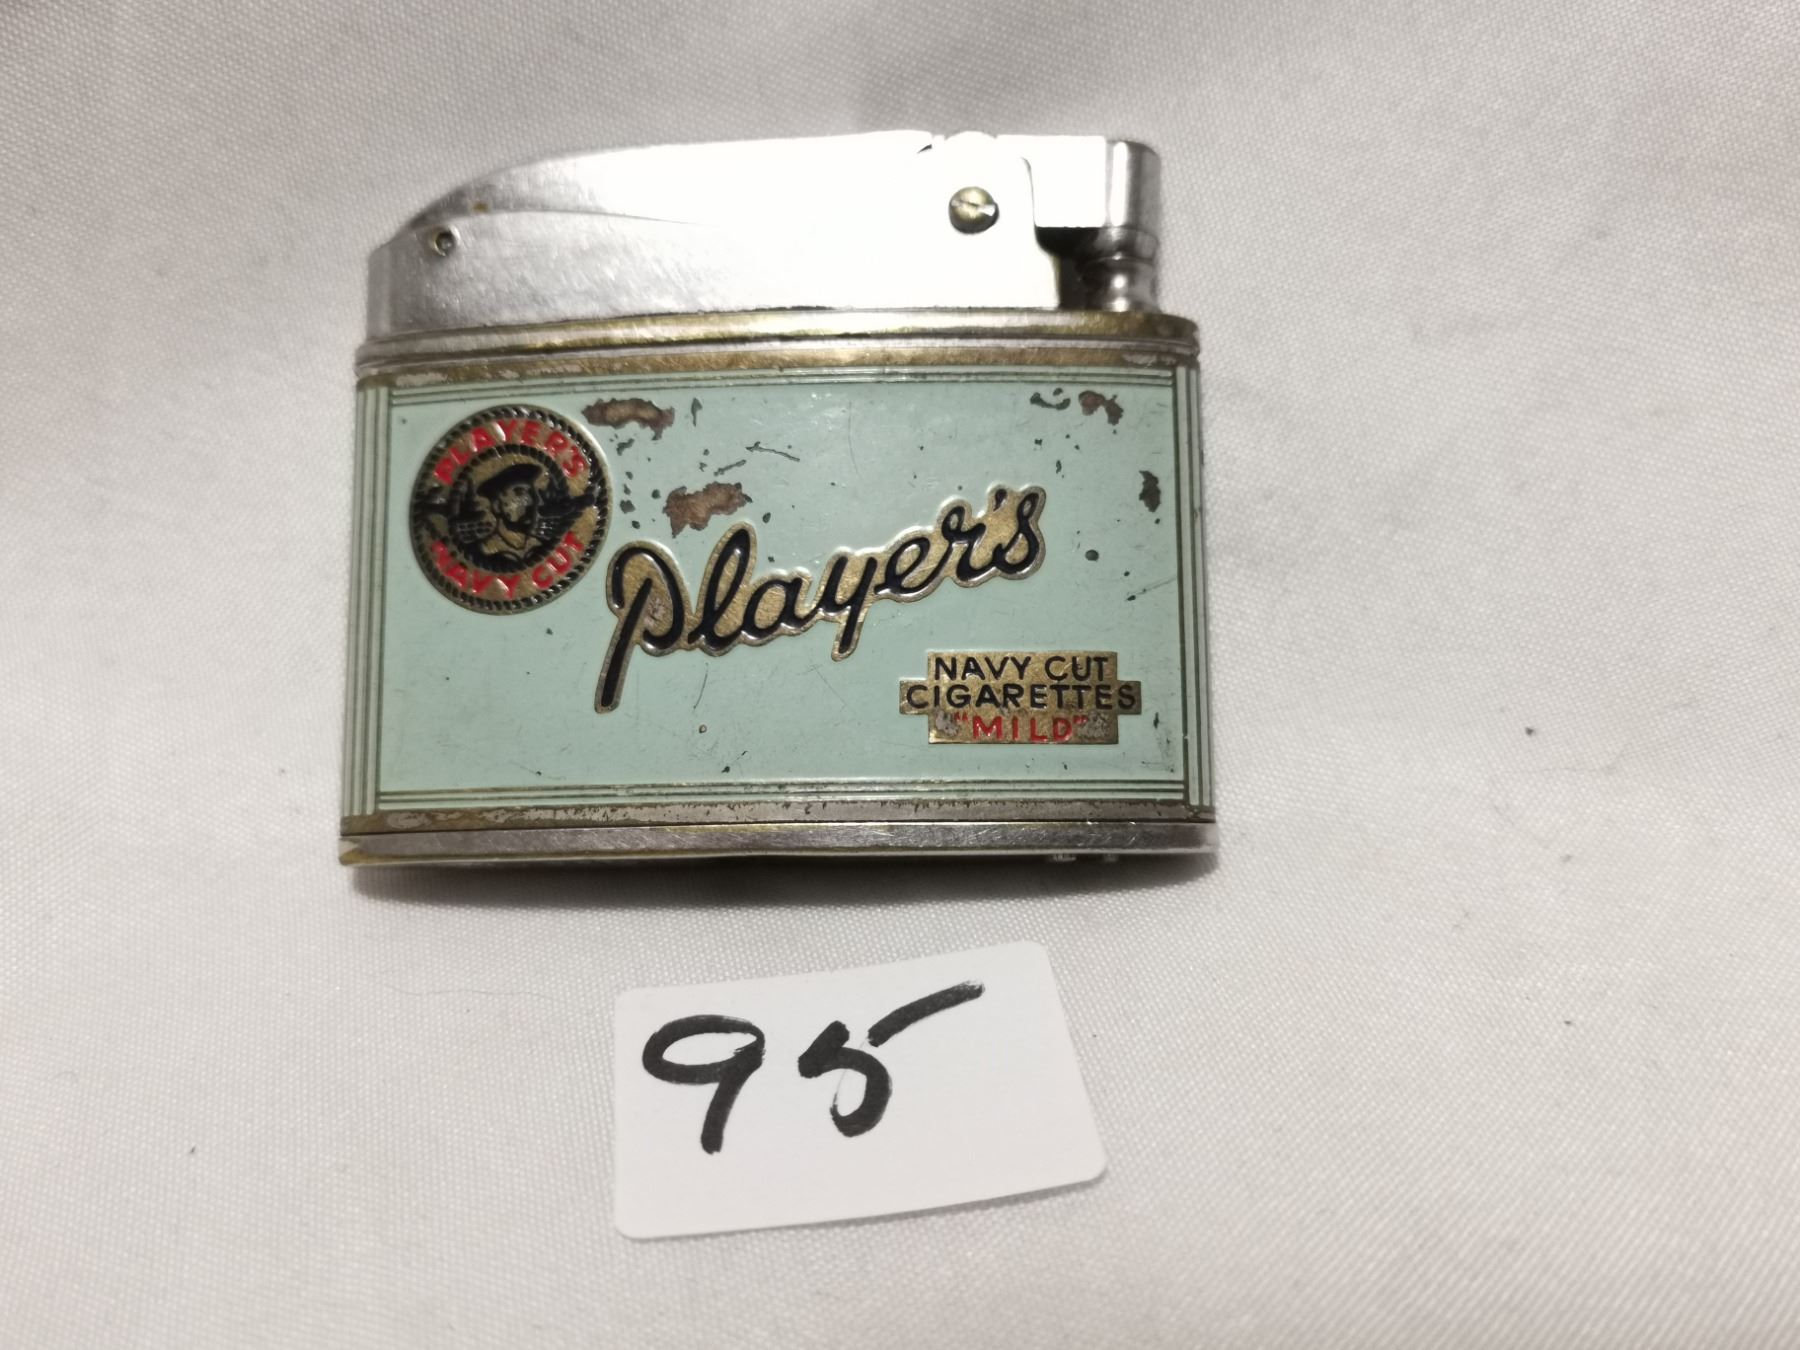 PLAYER'S
NAVY CUT
Player's
NAVY CUT
CIGARETTES
"MILD"
95